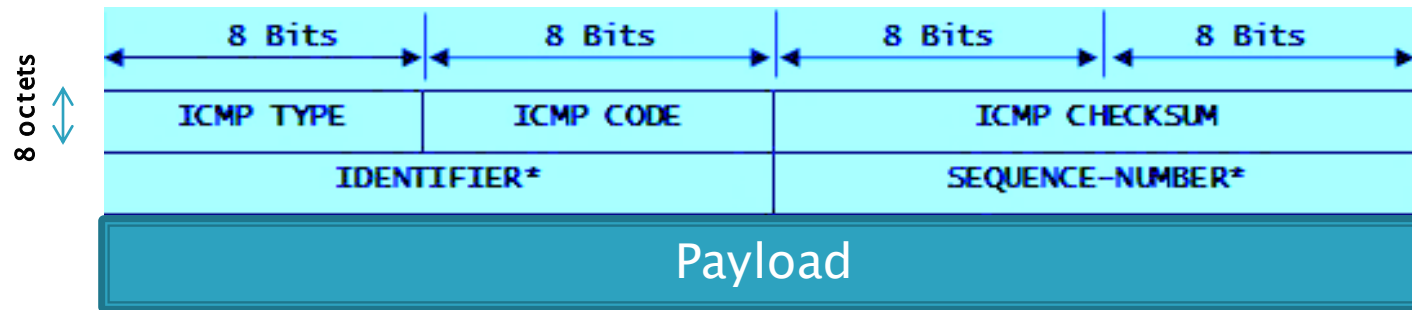 8 Bits 8 Bits 8 Bits 8 Bits
8 octets
ICMP TYPE ICMP CODE ICMP CHECKSUM
IDENTIFIER* SEQUENCE-NUMBER*
Payload